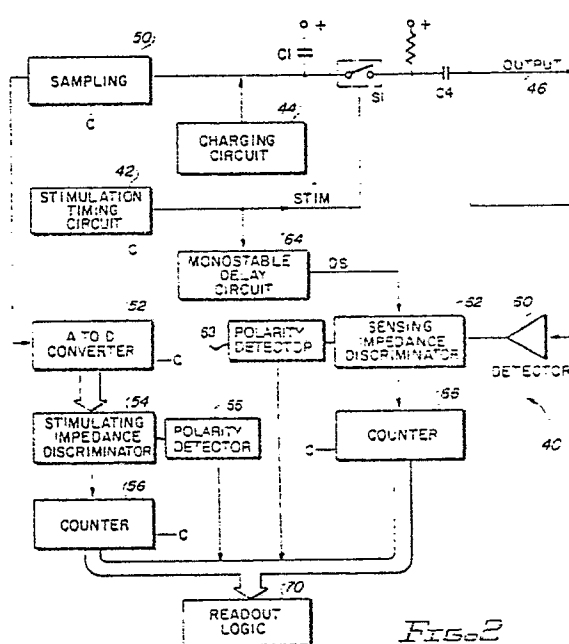 +
+
50
C1
OUTPUT
SAMPLING
S1
C4
46
C
44
CHARGING
CIRCUIT
42
STIMULATION
TIMING
CIRCUIT
STIM
C
64
MONOSTABLE
DELAY
CIRCUIT
DS
52
62
60
A TO D
CONVERTER
C
63
POLARITY
DETECTOR
SENSING
IMPEDANCE
DISCRIMINATOR
DETECTOR
54
55
66
STIMULATING
IMPEDANCE
DISCRIMINATOR
POLARITY
DETECTOR
C
COUNTER
40
56
COUNTER
C
70
READOUT
LOGIC
FIG. 2